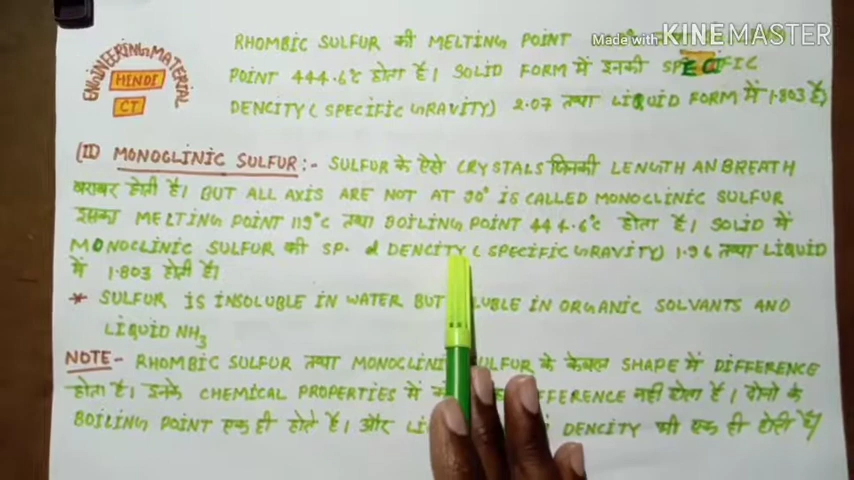 Made with KINEMASTER
ENGINEERING MATERIAL
HINDI
CT
RHOMBIC SULFUR की MELTING POINT
POINT 444.6°C होता है। SOLID FORM में इनकी SPECIFIC
DENCITY (SPECIFIC GRAVITY) 2.07 तथा LIQUID FORM में 1.803 है)
(II) MONOCLINIC SULFUR:- SULFUR के ऐसे CRYSTALS जिनकी LENGTH AN BREATH
बराबर होती है। BUT ALL AXIS ARE NOT AT 90° IS CALLED MONOCLINIC SULFUR
इसका MELTING POINT 119°C तथा BOILING POINT 444.6°C होता है। SOLID में
MONOCLINIC SULFUR की SP. d DENCITY (SPECIFIC GRAVITY) 1.96 तथा LIQUID
में 1.803 होती है।
* SULFUR IS INSOLUBLE IN WATER BUT IN ORGANIC SOLVANTS AND
LIQUID NH3
NOTE- RHOMBIC SULFUR तथा MONOCLINIC SULFUR के केवल SHAPE में DIFFERENCE
होता है। इनके CHEMICAL PROPERTIES में DIFFERENCE नहीं होता है। दोनो के
BOILING POINT एक ही होते है। और DENCITY भी एक ही होती है।